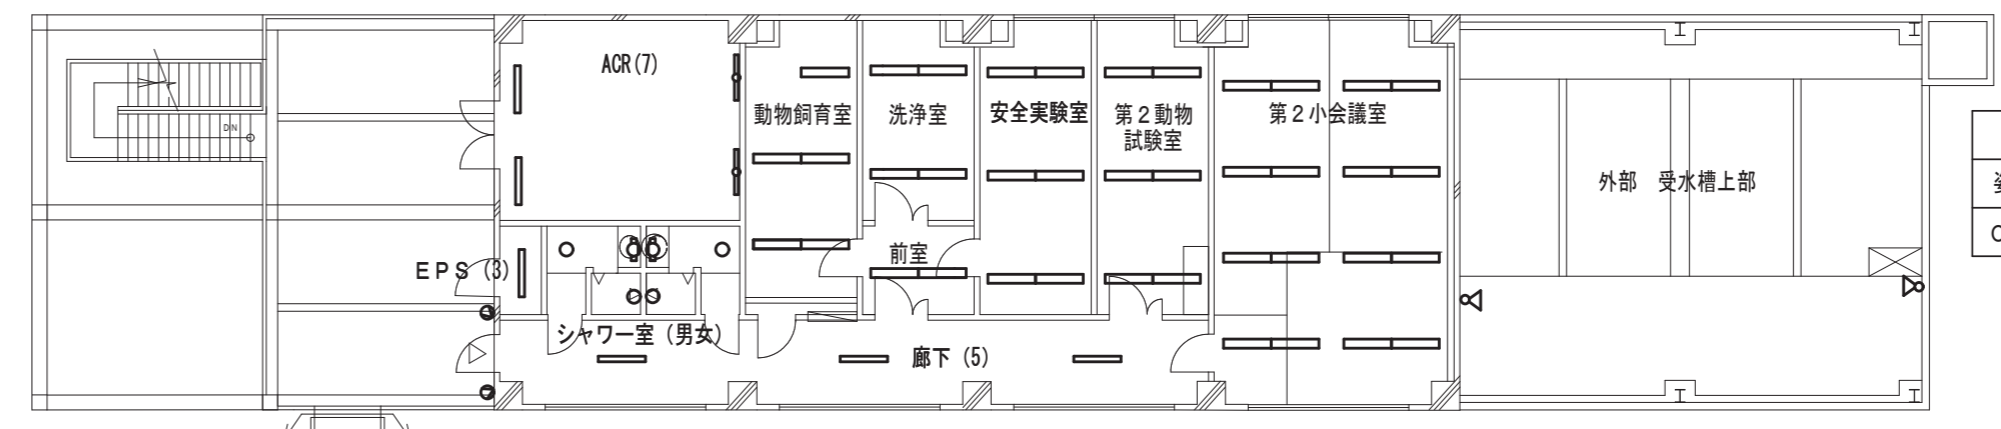 ACR(7)
動物飼育室
洗浄室
安全実験室
第２動物
試験室
第２小会議室
DN
外部　受水槽上部
前室
ＥＰＳ(3)
シャワー室（男女）
廊下（5）